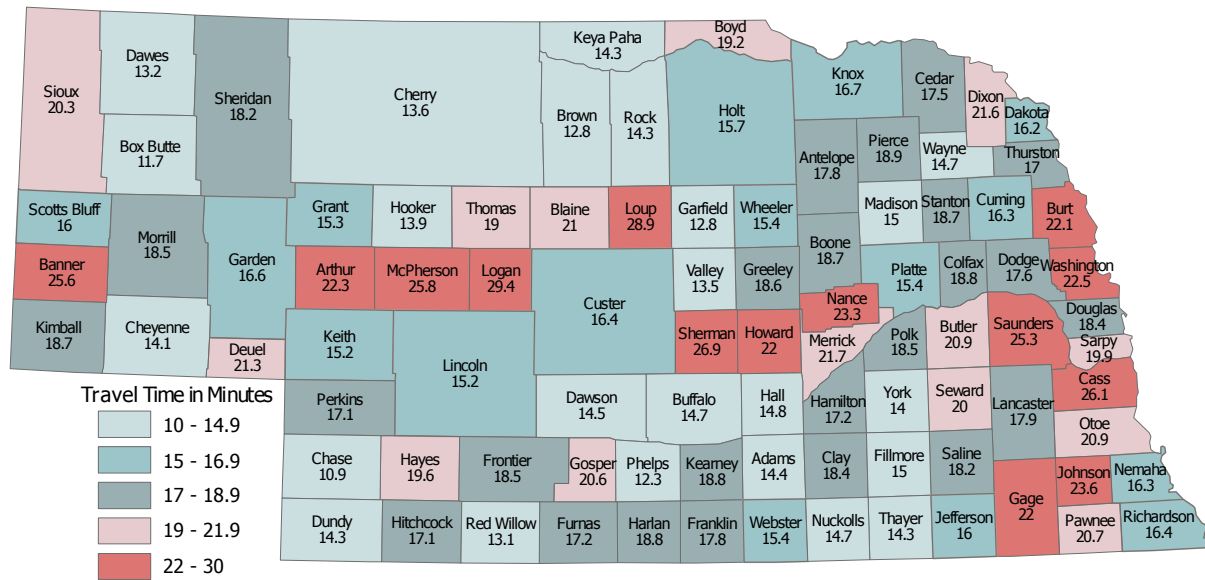 Sioux
20.3
Dawes
13.2
Box Butte
11.7
Sheridan
18.2
Cherry
13.6
Keya Paha
14.3
Boyd
19.2
Brown
12.8
Rock
14.3
Holt
15.7
Knox
16.7
Cedar
17.5
Dixon
21.6
Dakota
16.2
Antelope
17.8
Pierce
18.9
Wayne
14.7
Thurston
17
Scotts Bluff
16
Morrill
18.5
Garden
16.6
Grant
15.3
Hooker
13.9
Thomas
19
Blaine
21
Loup
28.9
Garfield
12.8
Wheeler
15.4
Madison
15
Stanton
18.7
Cuming
16.3
Burt
22.1
Banner
25.6
Arthur
22.3
McPherson
25.8
Logan
29.4
Custer
16.4
Valley
13.5
Greeley
18.6
Boone
18.7
Platte
15.4
Colfax
18.8
Dodge
17.6
Washington
22.5
Kimball
18.7
Cheyenne
14.1
Deuel
21.3
Keith
15.2
Lincoln
15.2
Sherman
26.9
Howard
22
Nance
23.3
Merrick
21.7
Polk
18.5
Butler
20.9
Saunders
25.3
Douglas
18.4
Sarpy
19.9
Perkins
17.1
Dawson
14.5
Buffalo
14.7
Hall
14.8
Hamilton
17.2
York
14
Seward
20
Lancaster
17.9
Cass
26.1
Otoe
20.9
Chase
10.9
Hayes
19.6
Frontier
18.5
Gosper
20.6
Phelps
12.3
Kearney
18.8
Adams
14.4
Clay
18.4
Fillmore
15
Saline
18.2
Gage
22
Johnson
23.6
Nemaha
16.3
Dundy
14.3
Hitchcock
17.1
Red Willow
13.1
Furnas
17.2
Harlan
18.8
Franklin
17.8
Webster
15.4
Nuckolls
14.7
Thayer
14.3
Jefferson
16
Pawnee
20.7
Richardson
16.4
Travel Time in Minutes
10 - 14.9
15 - 16.9
17 - 18.9
19 - 21.9
22 - 30